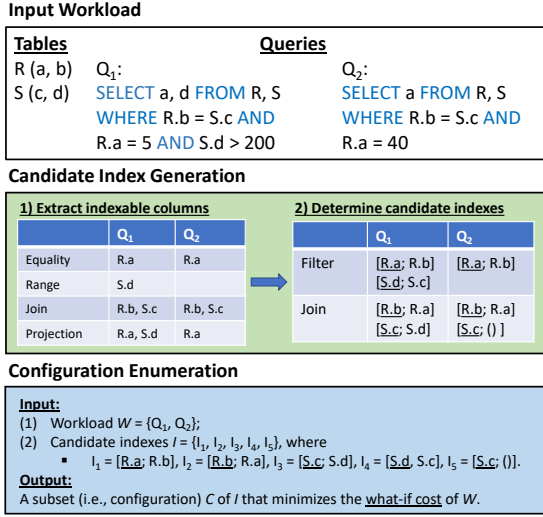 Input Workload
Tables Queries
R (a, b) Q1: Q2:
S (c, d) SELECT a, d FROM R, S SELECT a FROM R, S
WHERE R.b = S.c AND WHERE R.b = S.c AND
R.a = 5 AND S.d > 200 R.a = 40
Candidate Index Generation
1) Extract indexable columns
Q1 Q2
Equality R.a R.a
Range S.d
Join R.b, S.c R.b, S.c
Projection R.a, S.d R.a
2) Determine candidate indexes
Q1 Q2
Filter [R.a; R.b] [R.a; R.b]
[S.d; S.c]
Join [R.b; R.a] [R.b; R.a]
[S.c; S.d] [S.c; () ]
Configuration Enumeration
Input:
(1) Workload W = {Q1, Q2};
(2) Candidate indexes I = {I1, I2, I3, I4, I5}, where
▪ I1 = [R.a; R.b], I2 = [R.b; R.a], I3 = [S.c; S.d], I4 = [S.d, S.c], I5 = [S.c; ()].
Output:
A subset (i.e., configuration) C of I that minimizes the what-if cost of W.